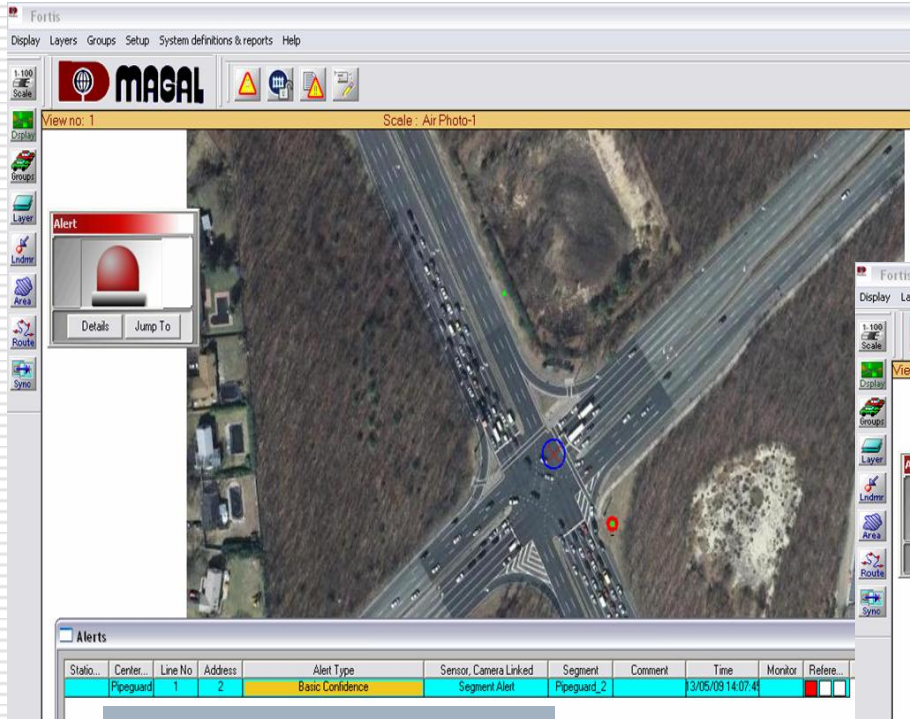 Fortis
Display Layers Groups Setup System definitions & reports Help
1-100
Scale
MAGAL
View no: 1 Scale : Air Photo-1
Display
Groups
Layer
Lndmr
Area
Route
Sync
Alert
Details Jump To
Fortis
Display La
1-100
Scale
Vie
Display
Groups
Layer
A
Lndmr
Area
Route
Sync
Alerts
Statio... Center... Line No Address Alert Type Sensor, Camera Linked Segment Comment Time Monitor Refere...
Pipeguard 1 2 Basic Confidence Segment Alert Pipeguard_2 13/05/09 14:07:45